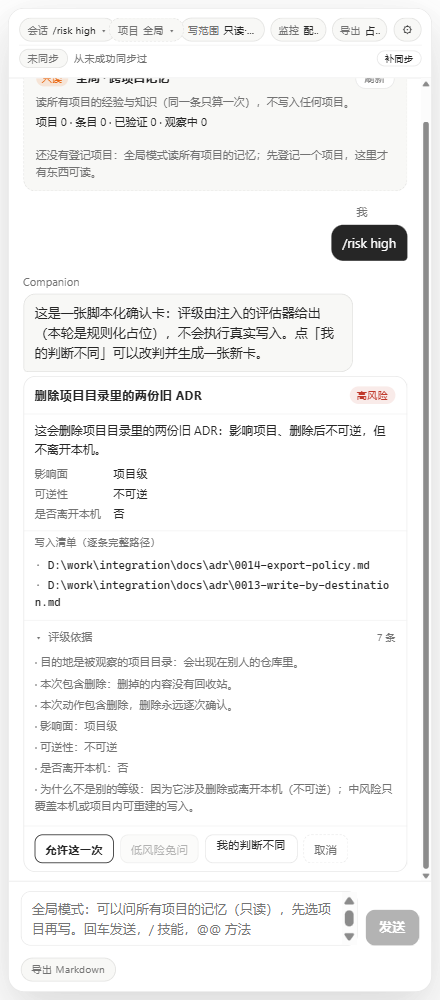 会话 /risk high
项目 全局
写范围 只读·…
监控 配..
导出 占..
未同步 从未成功同步过 补同步
只读 全局 · 跨项目记忆 刷新
读所有项目的经验与知识（同一条只算一次），不写入任何项目。
项目 0 · 条目 0 · 已验证 0 · 观察中 0
还没有登记项目：全局模式读所有项目的记忆；先登记一个项目，这里才
有东西可读。
我
/risk high
Companion
这是一张脚本化确认卡：评级由注入的评估器给出
（本轮是规则化占位），不会执行真实写入。点「我
的判断不同」可以改判并生成一张新卡。
删除项目目录里的两份旧 ADR 高风险
这会删除项目目录里的两份旧 ADR：影响项目、删除后不可逆，但
不离开本机。
影响面 项目级
可逆性 不可逆
是否离开本机 否
写入清单（逐条完整路径）
· D:\work\integration\docs\adr\0014-export-policy.md
· D:\work\integration\docs\adr\0013-write-by-destinatio
n.md
评级依据 7 条
· 目的地是被观察的项目目录：会出现在别人的仓库里。
· 本次包含删除：删掉的内容没有回收站。
· 本次动作包含删除，删除永远逐次确认。
· 影响面：项目级
· 可逆性：不可逆
· 是否离开本机：否
· 为什么不是别的等级：因为它涉及删除或离开本机（不可逆）；中风险只
要盖本机或项目内可重建的写入。
允许这一次 低风险免问 我的判断不同 取消
全局模式：可以问所有项目的记忆（只读），先选项
目再写。回车发送，/ 技能，@@ 方法
发送
导出 Markdown